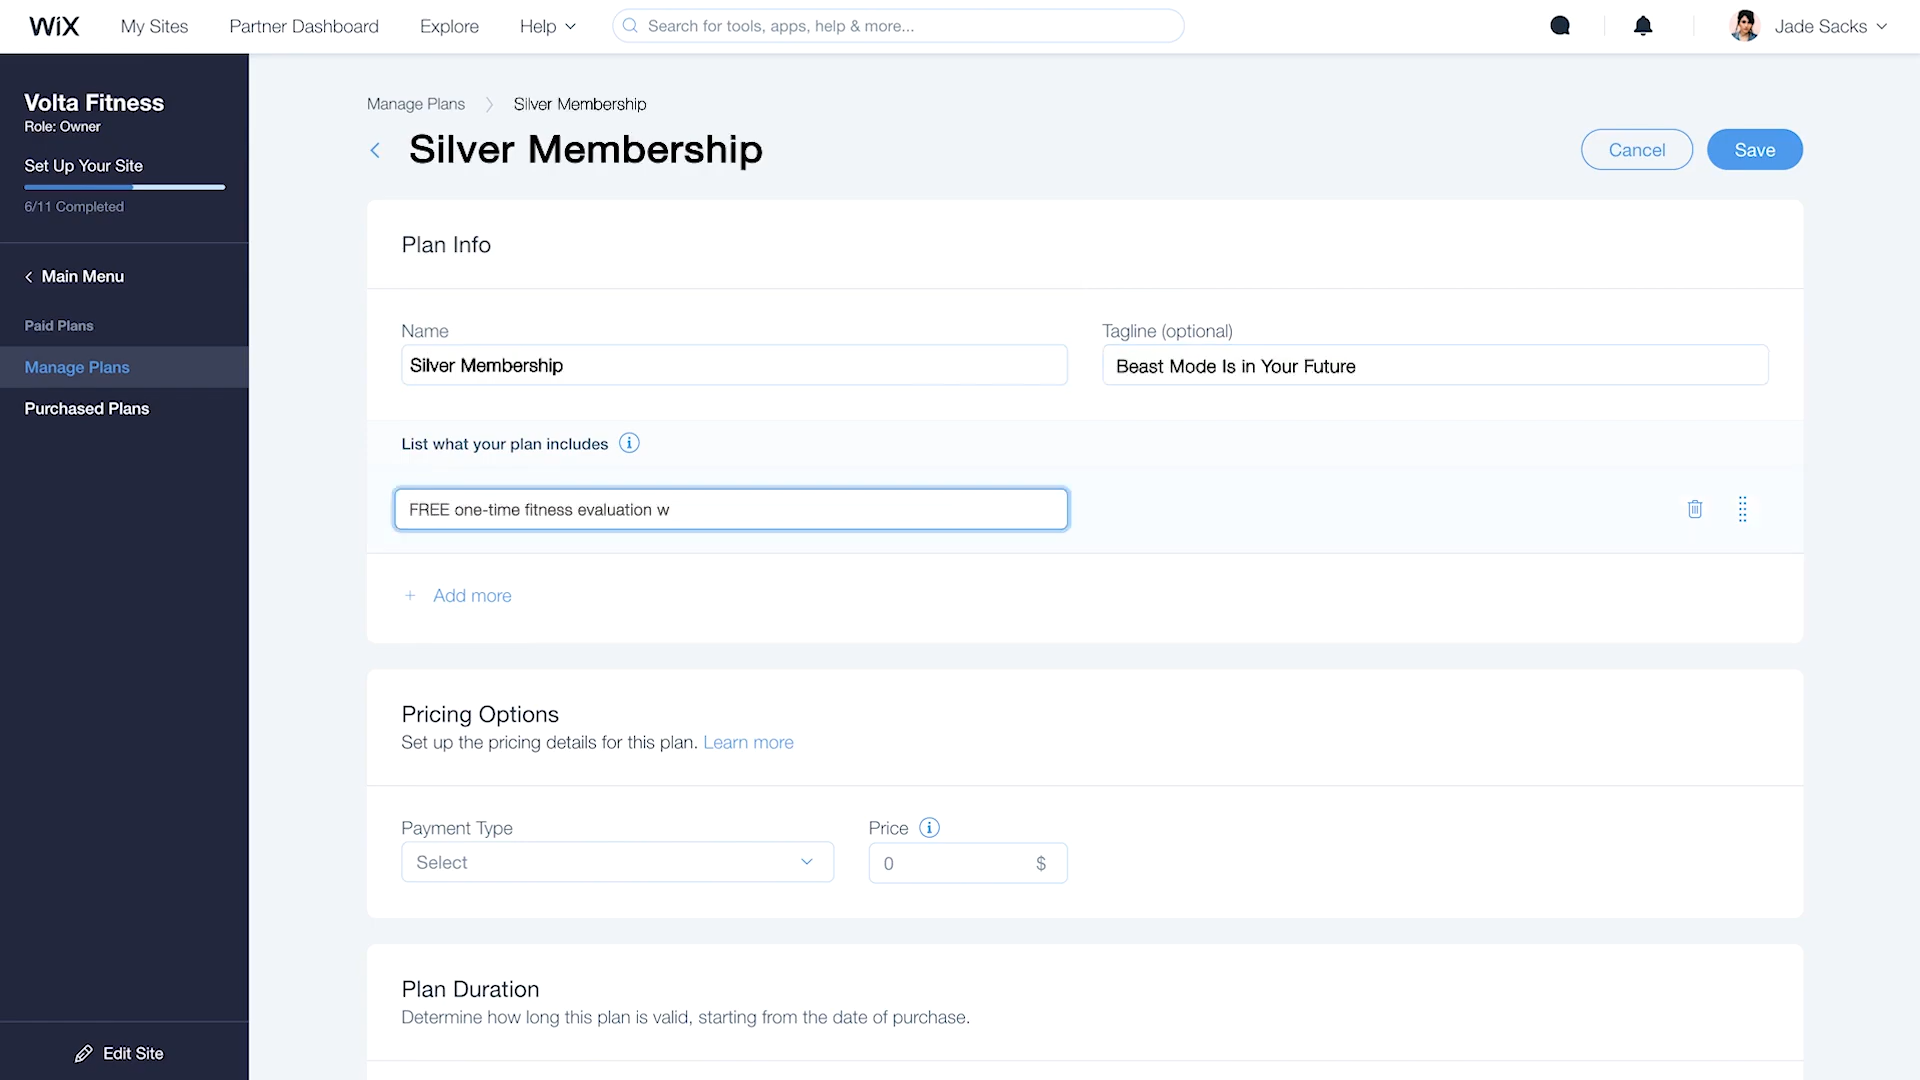 WiX My Sites Partner Dashboard Explore Help Search for tools, apps, help & more... Jade Sacks
Volta Fitness
Role: Owner
Set Up Your Site
6/11 Completed
Main Menu
Paid Plans
Manage Plans
Purchased Plans
Edit Site
Manage Plans Silver Membership
Silver Membership
Cancel Save
Plan Info
Name Tagline (optional)
Silver Membership Beast Mode Is in Your Future
List what your plan includes
FREE one-time fitness evaluation w
+ Add more
Pricing Options
Set up the pricing details for this plan. Learn more
Payment Type Price
Select 0 $
Plan Duration
Determine how long this plan is valid, starting from the date of purchase.